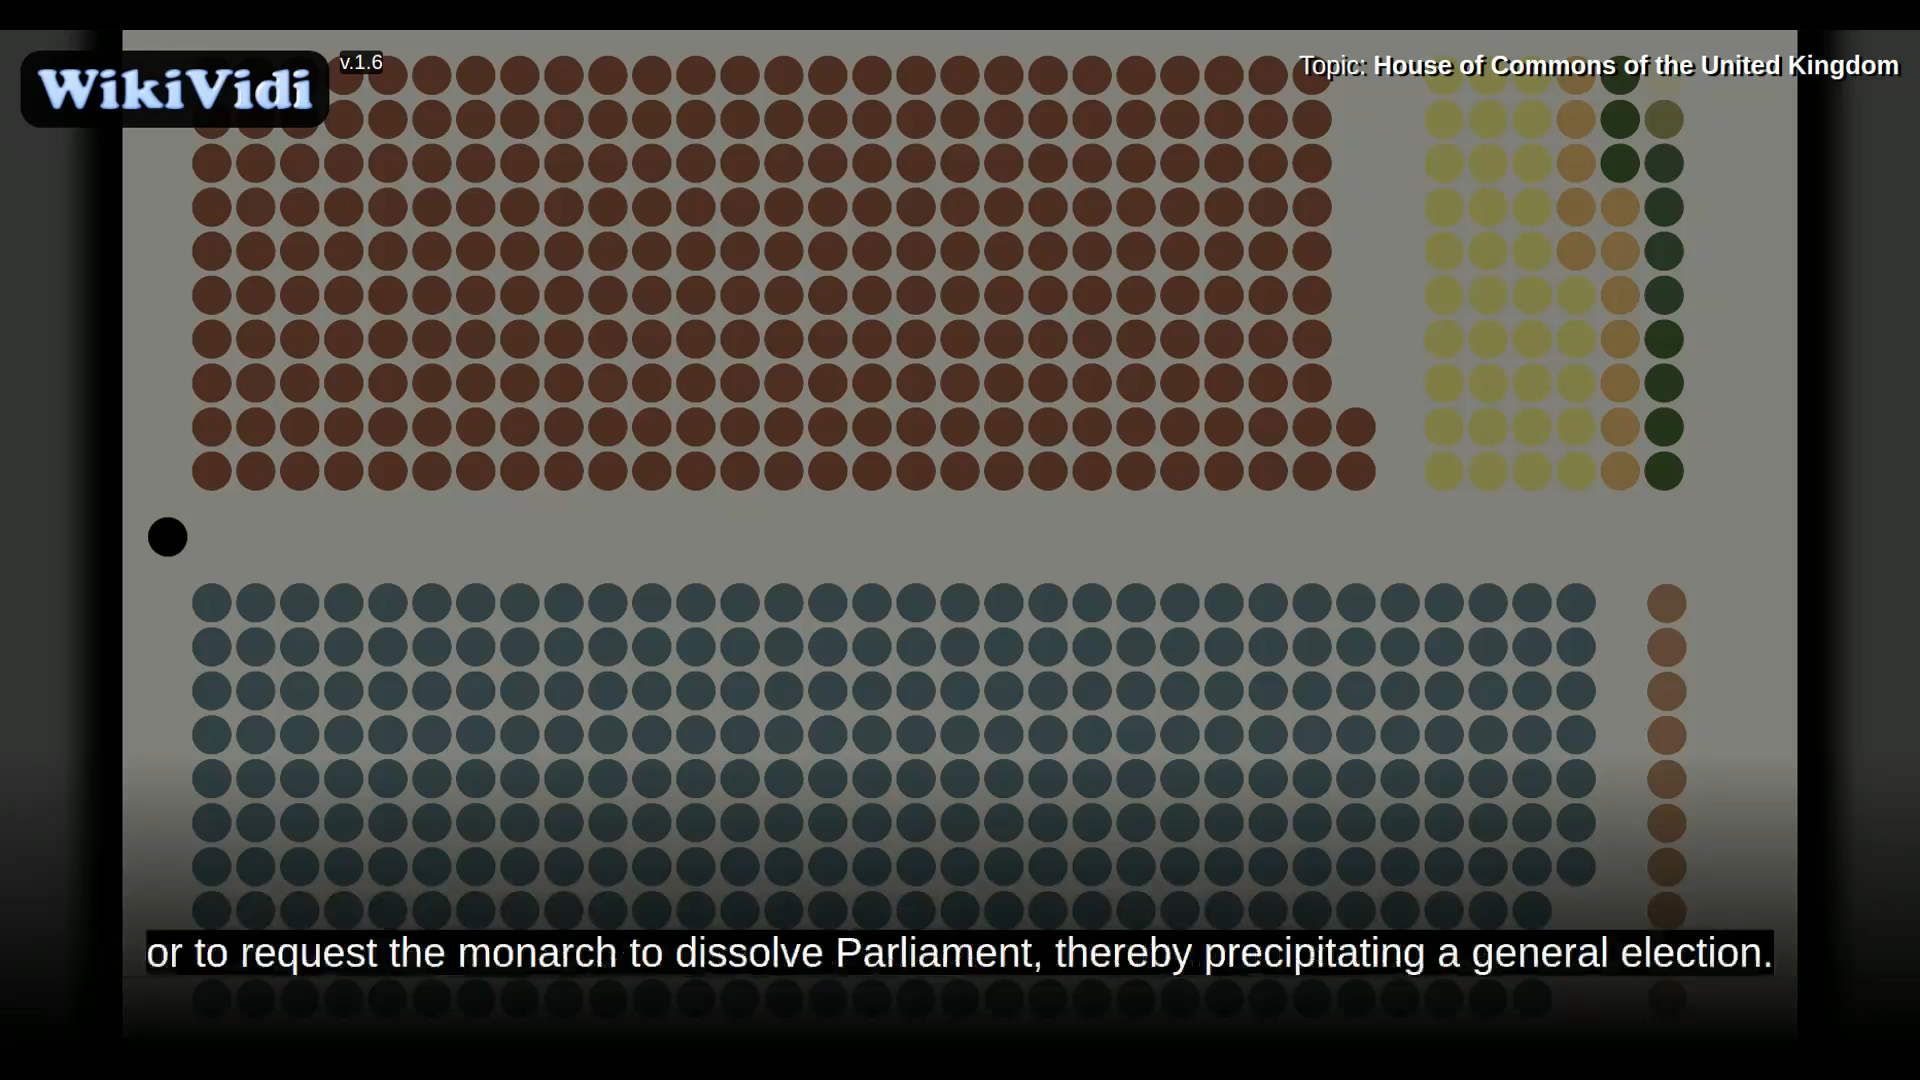 WikiVidi
v.1.6
Topic: House of Commons of the United Kingdom
or to request the monarch to dissolve Parliament, thereby precipitating a general election.